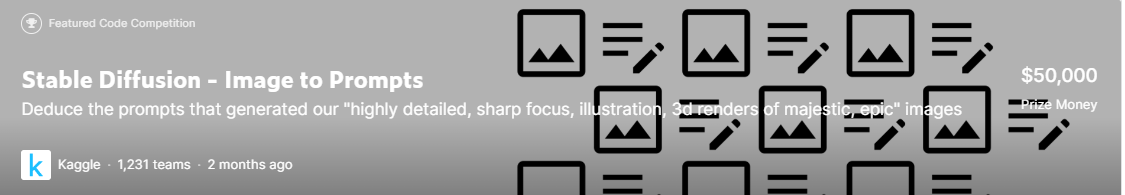 Featured Code Competition
Stable Diffusion - Image to Prompts
$50,000
Deduce the prompts that generated our "highly detailed, sharp focus, illustration, 3d renders of majestic, epic" images
Prize Money
k Kaggle · 1,231 teams · 2 months ago